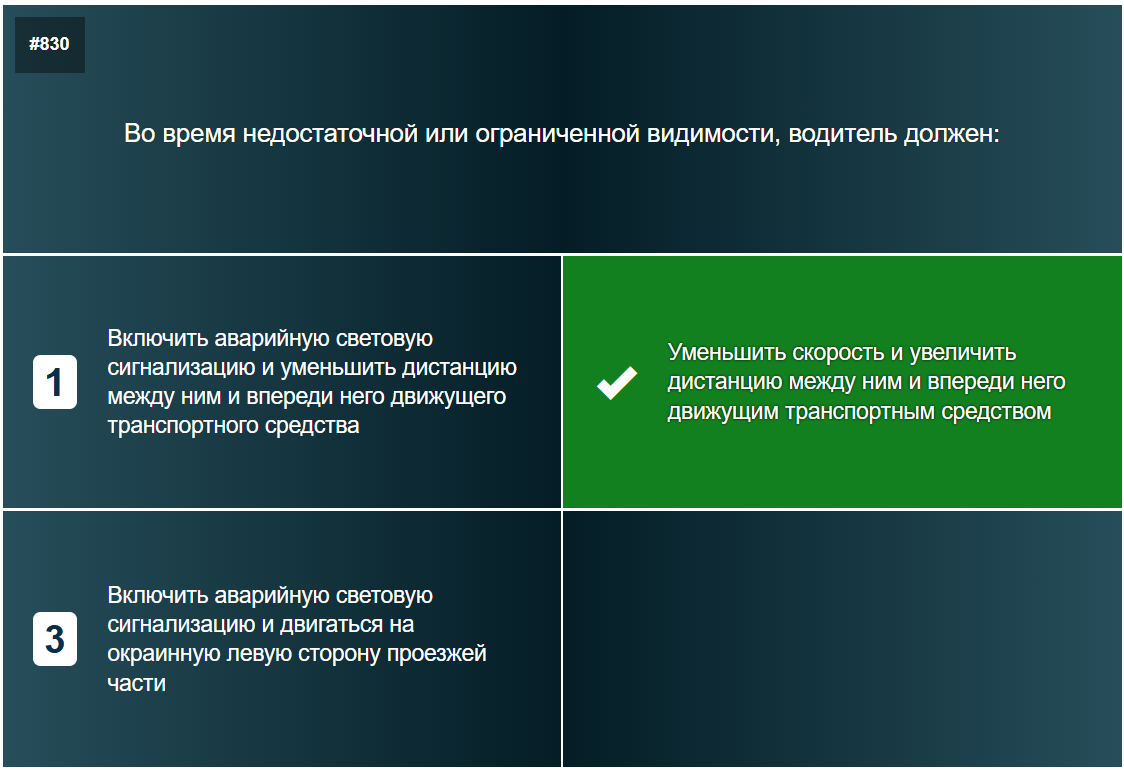 #830
Во время недостаточной или ограниченной видимости, водитель должен:
1
Включить аварийную световую
сигнализацию и уменьшить дистанцию
между ним и впереди него движущего
транспортного средства
Уменьшить скорость и увеличить
дистанцию между ним и впереди него
движущим транспортным средством
3
Включить аварийную световую
сигнализацию и двигаться на
окраинную левую сторону проезжей
части